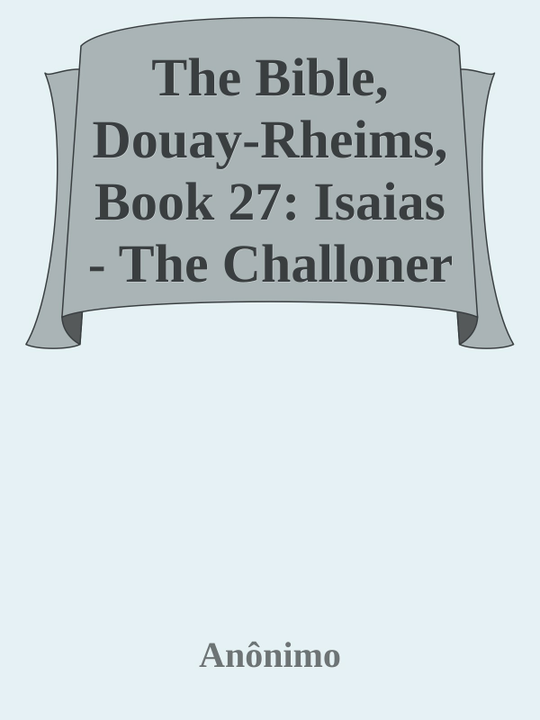 The Bible,
Douay-Rheims,
Book 27: Isaias
- The Challoner
Anônimo